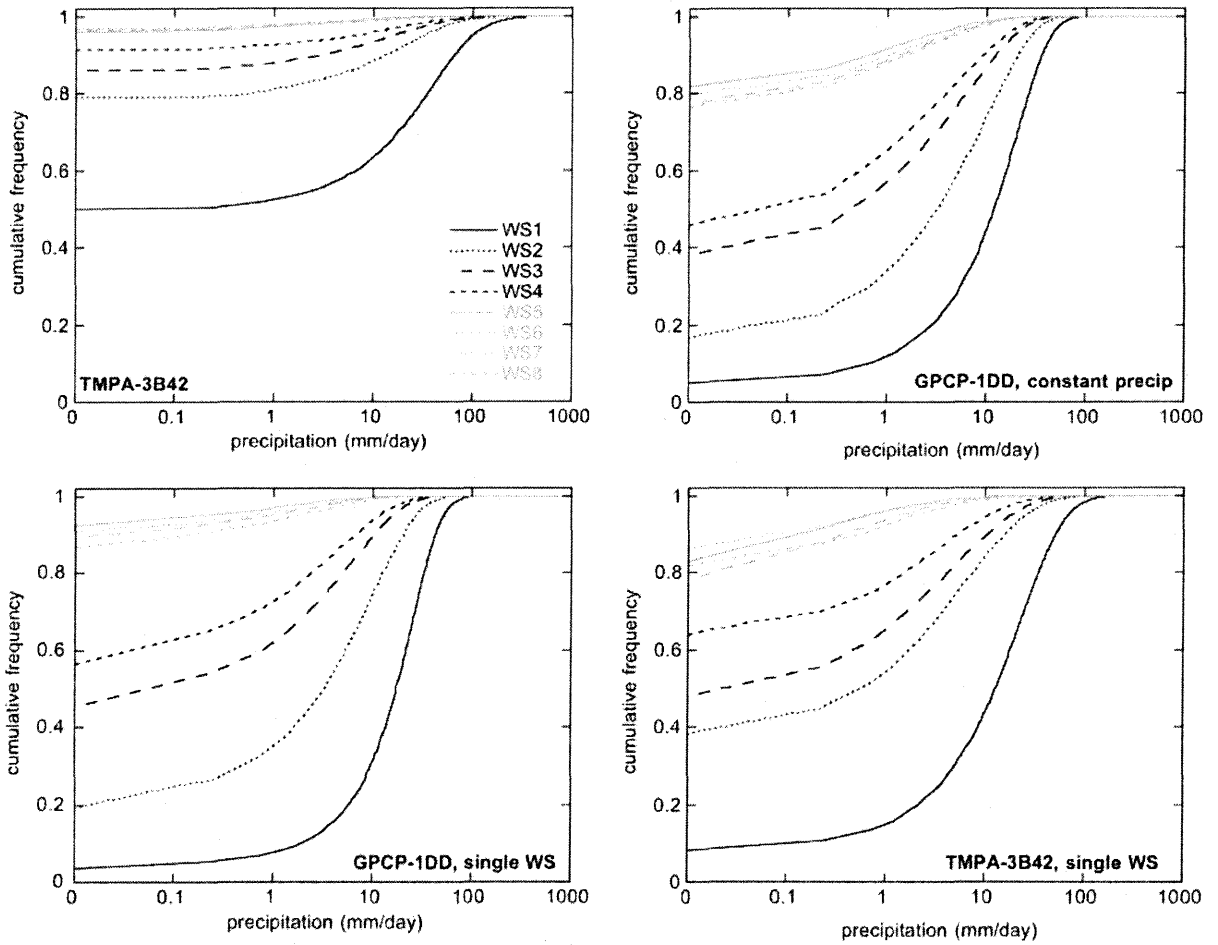 1
0.8
0.6
0.4
0.2
0
cumulative frequency
WS1
WS2
WS3
WS4
WS5
WS6
WS7
WS8
TMPA-3B42
0 0.1 1 10 100 1000
precipitation (mm/day)
1
0.8
0.6
0.4
0.2
0
cumulative frequency
GPCP-1DD, constant precip
0 0.1 1 10 100 1000
precipitation (mm/day)
1
0.8
0.6
0.4
0.2
0
cumulative frequency
GPCP-1DD, single WS
0 0.1 1 10 100 1000
precipitation (mm/day)
1
0.8
0.6
0.4
0.2
0
cumulative frequency
TMPA-3B42, single WS
0 0.1 1 10 100 1000
precipitation (mm/day)